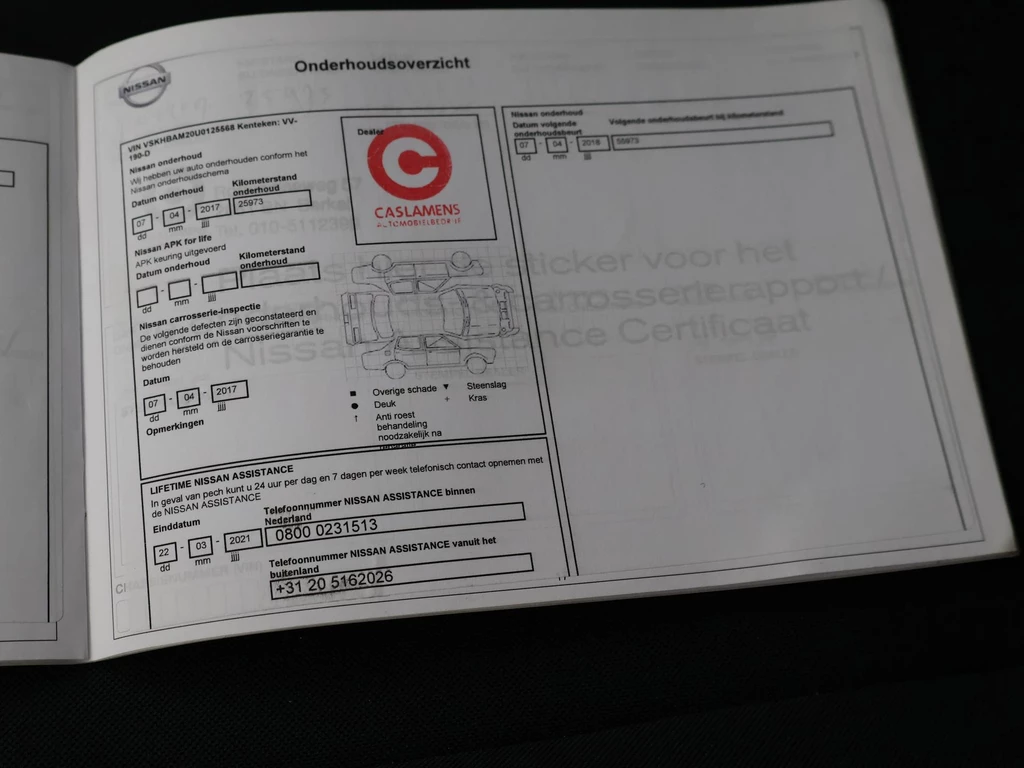 NISSAN
Onderhoudsoverzicht
VIN VSKHBAM20U0125568 Kenteken: VV-
190-D
Nissan onderhoud
Wij hebben uw auto onderhouden conform het
Nissan onderhoudschema
Datum onderhoud
Kilometerstand
onderhoud
07 - 04 - 2017
25973
dd mm jjjj
Nissan APK for life
APK keuring uitgevoerd
Datum onderhoud
Kilometerstand
onderhoud
dd mm jjjj
Nissan carrosserie-inspectie
De volgende defecten zijn geconstateerd en
dienen conform de Nissan voorschriften te
worden hersteld om de carrosseriegarantie te
behouden
Datum
07 - 04 - 2017
dd mm jjjj
Opmerkingen
Dealer
CASLAMENS
AUTOMOBIELBEDRIJF
Overige schade
Steenslag
Deuk
Kras
Anti roest
behandeling
noodzakelijk na
LIFETIME NISSAN ASSISTANCE
In geval van pech kunt u 24 uur per dag en 7 dagen per week telefonisch contact opnemen met
de NISSAN ASSISTANCE
Einddatum
22 - 03 - 2021
dd mm jjjj
Telefoonnummer NISSAN ASSISTANCE binnen
Nederland
0800 0231513
Telefoonnummer NISSAN ASSISTANCE vanuit het
buitenland
+31 20 5162026
Nissan onderhoud
Datum volgende
onderhoudsbeurt
Volgende onderhoudsbeurt bij kilometerstand
07 - 04 - 2018
55973
dd mm jjjj
sticker voor het
Certificaat